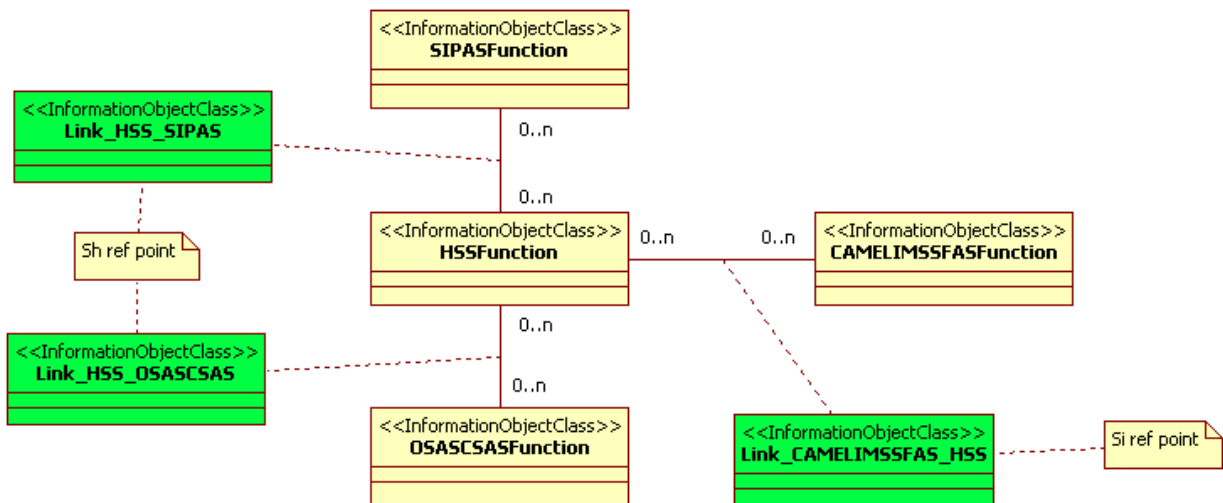 <<InformationObjectClass>>
SIPASFunction
<<InformationObjectClass>>
Link_HSS_SIPAS
0..n
0..n
Sh ref point
<<InformationObjectClass>>
HSSFunction
0..n
0..n
<<InformationObjectClass>>
CAMELIMSSFASFunction
0..n
<<InformationObjectClass>>
Link_HSS_OSASCSAS
0..n
<<InformationObjectClass>>
OSASCSASFunction
<<InformationObjectClass>>
Link_CAMELIMSSFAS_HSS
Si ref point